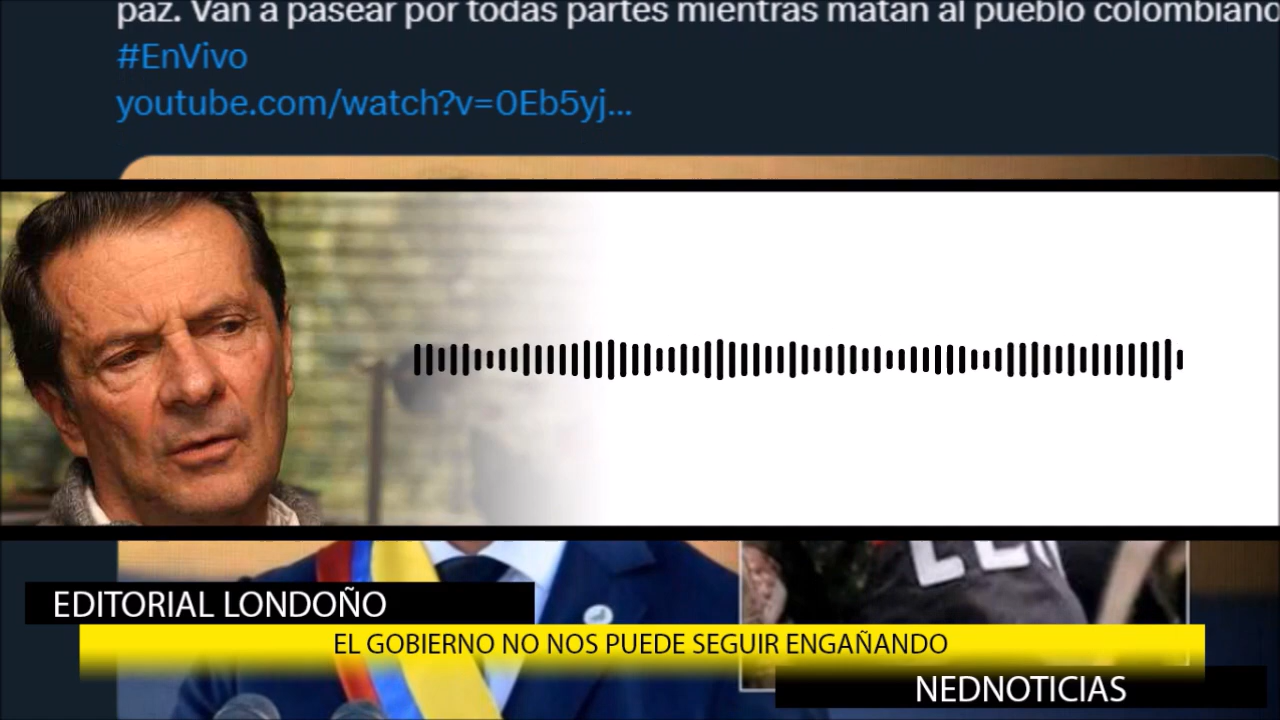 paz. Van a pasear por todas partes mientras matan al pueblo colombiano
#EnVivo
youtube.com/watch?v=0Eb5yj...
EDITORIAL LONDOÑO
EL GOBIERNO NO NOS PUEDE SEGUIR ENGAÑANDO
NEDNOTICIAS